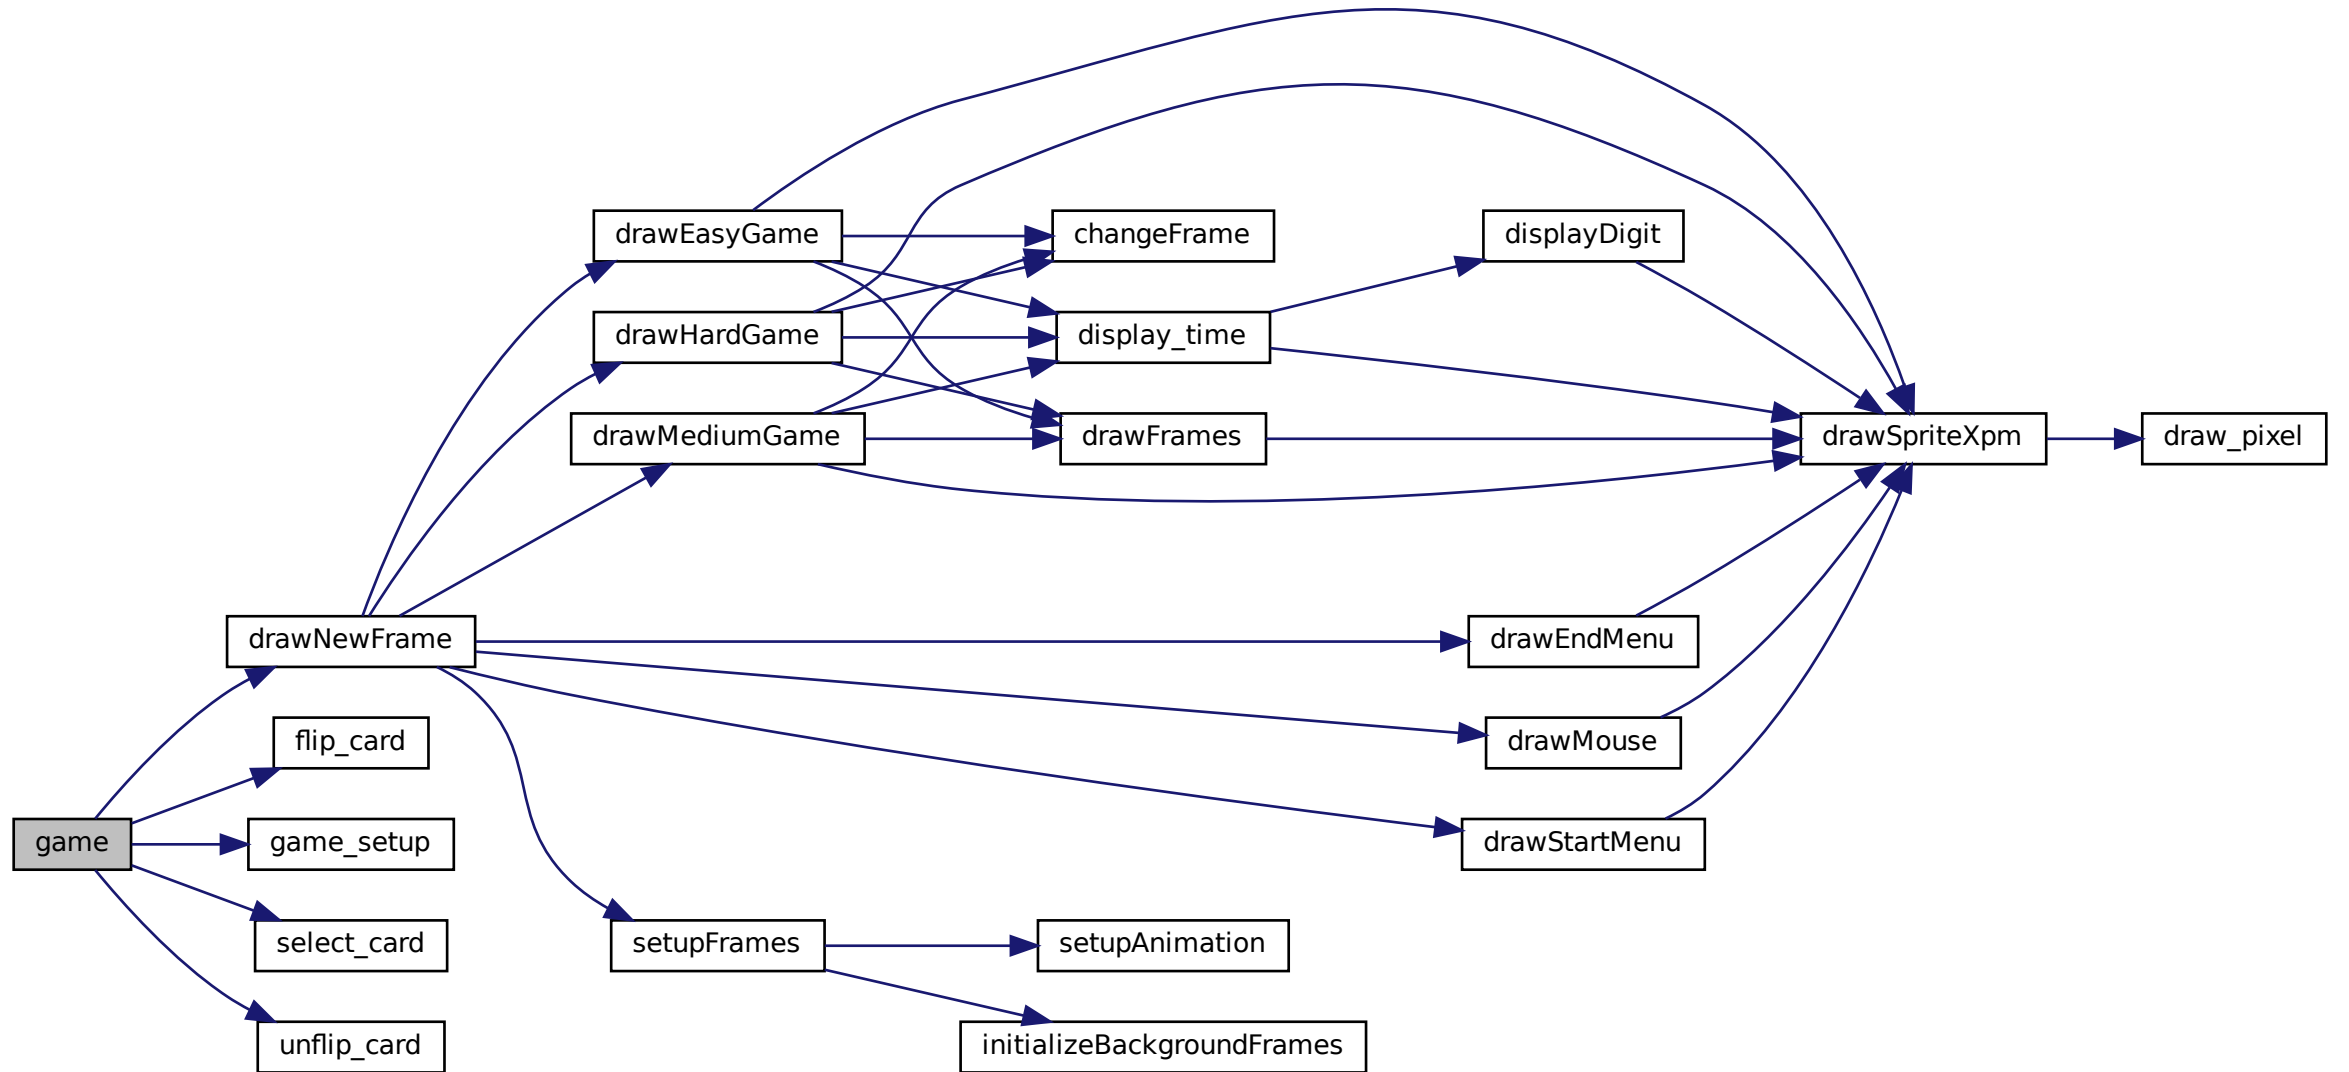 drawEasyGame
changeFrame
displayDigit
drawHardGame
display_time
drawMediumGame
drawFrames
drawSpriteXpm
draw_pixel
drawNewFrame
drawEndMenu
flip_card
drawMouse
game
game_setup
drawStartMenu
select_card
setupFrames
setupAnimation
unflip_card
initializeBackgroundFrames